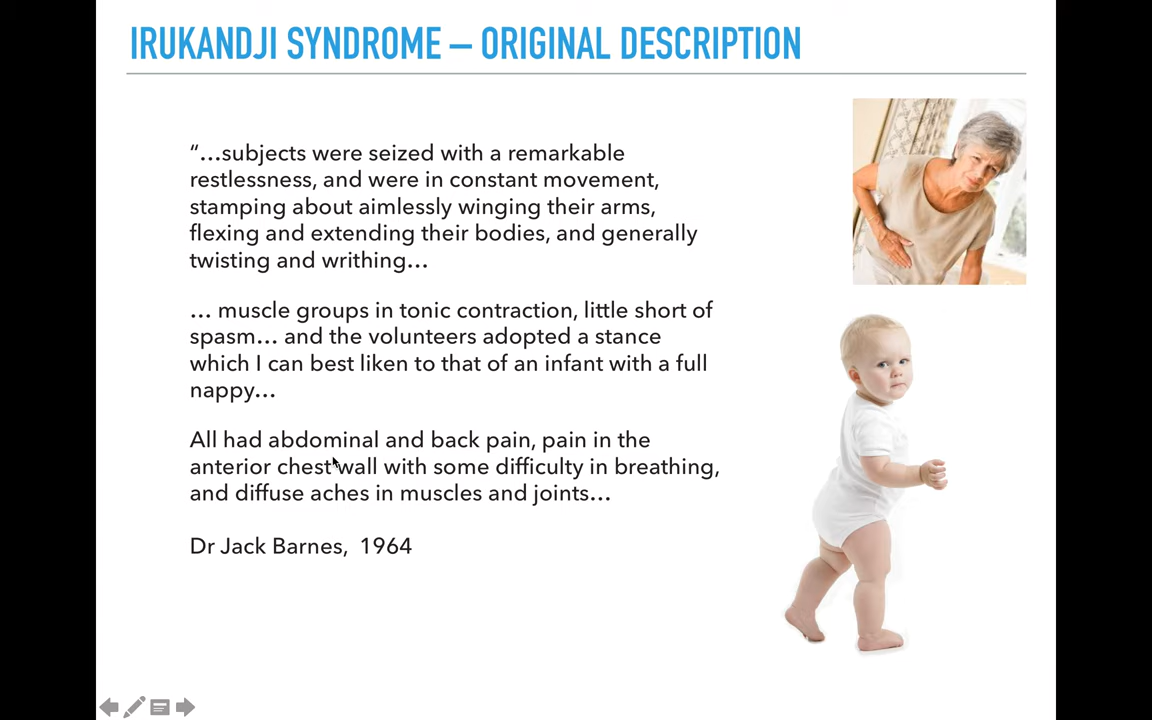 IRUKANDJI SYNDROME – ORIGINAL DESCRIPTION
“…subjects were seized with a remarkable
restlessness, and were in constant movement,
stamping about aimlessly winging their arms,
flexing and extending their bodies, and generally
twisting and writhing…
… muscle groups in tonic contraction, little short of
spasm… and the volunteers adopted a stance
which I can best liken to that of an infant with a full
nappy…
All had abdominal and back pain, pain in the
anterior chest wall with some difficulty in breathing,
and diffuse aches in muscles and joints…
Dr Jack Barnes, 1964